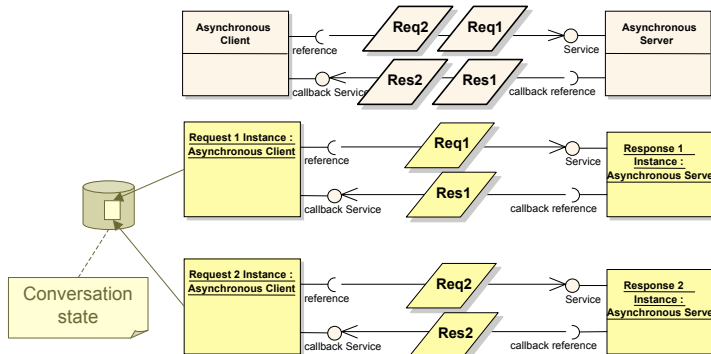 Asynchronous
Client
Req2
Req1
Asynchronous
Server
reference
Service
Res2
Res1
callback Service
callback reference
Request 1 Instance :
Asynchronous Client
Req1
Response 1
Instance :
Asynchronous Serve
reference
Service
Res1
callback Service
callback reference
Request 2 Instance :
Asynchronous Client
Req2
Response 2
Instance :
Asynchronous Serve
reference
Service
Conversation
state
Res2
callback Service
callback reference